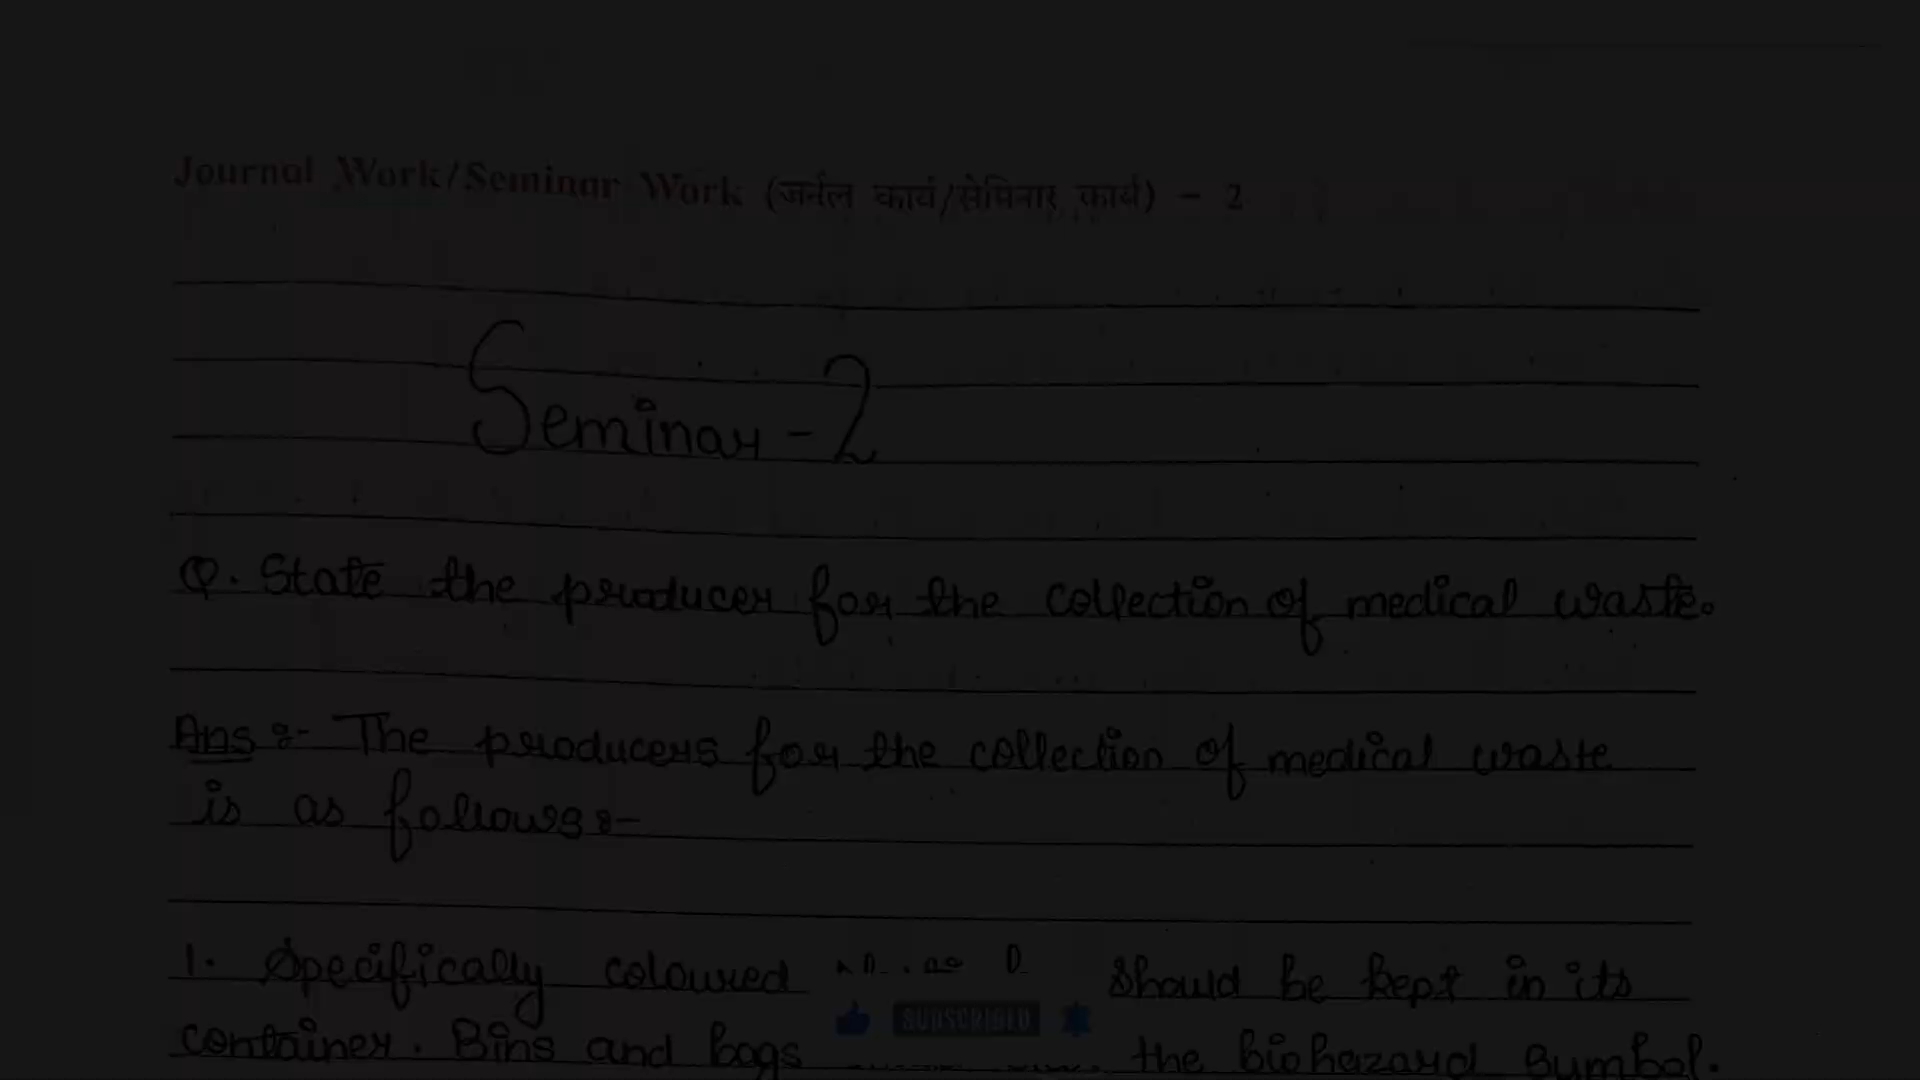 Journal Work/Seminar Work (जर्नल कार्य/सेमिनार कार्य) - 2
Seminar - 2
Q. State the producer for the collection of medical waste.
Ans :- The producers for the collection of medical waste
is as follows :-
1. Specifically coloured should be kept in its
container. Bins and bags the biohazard symbol.
SUBSCRIBED